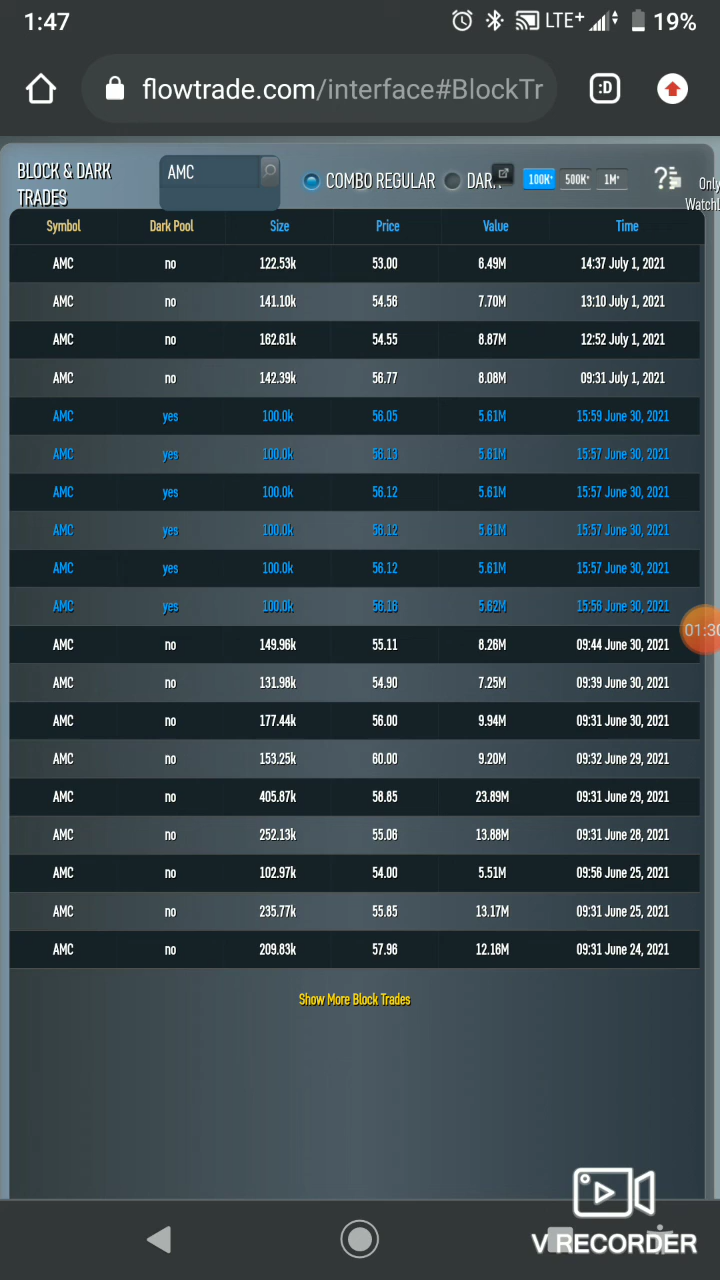 1:47 LTE+ 19%
flowtrade.com/interface#BlockTr :D
BLOCK & DARK TRADES
AMC
COMBO REGULAR
100K+ 500K+ 1M+
Only
Symbol Dark Pool Size Price Value Time
AMC no 122.53k 53.00 6.49M 14:37 July 1, 2021
AMC no 141.10k 54.56 7.70M 13:10 July 1, 2021
AMC no 162.61k 54.55 8.87M 12:52 July 1, 2021
AMC no 142.39k 56.77 8.08M 09:31 July 1, 2021
AMC yes 100.0k 56.05 5.61M 15:59 June 30, 2021
AMC yes 100.0k 56.13 5.61M 15:57 June 30, 2021
AMC yes 100.0k 56.12 5.61M 15:57 June 30, 2021
AMC yes 100.0k 56.12 5.61M 15:57 June 30, 2021
AMC yes 100.0k 56.12 5.61M 15:57 June 30, 2021
AMC yes 100.0k 56.16 5.62M 15:56 June 30, 2021
AMC no 149.96k 55.11 8.26M 09:44 June 30, 2021
AMC no 131.98k 54.90 7.25M 09:39 June 30, 2021
AMC no 177.44k 56.00 9.94M 09:31 June 30, 2021
AMC no 153.25k 60.00 9.20M 09:32 June 29, 2021
AMC no 405.87k 58.85 23.89M 09:31 June 29, 2021
AMC no 252.13k 55.06 13.88M 09:31 June 28, 2021
AMC no 102.97k 54.00 5.51M 09:56 June 25, 2021
AMC no 235.77k 55.85 13.17M 09:31 June 25, 2021
AMC no 209.83k 57.96 12.16M 09:31 June 24, 2021
01:30
Show More Block Trades
V RECORDER